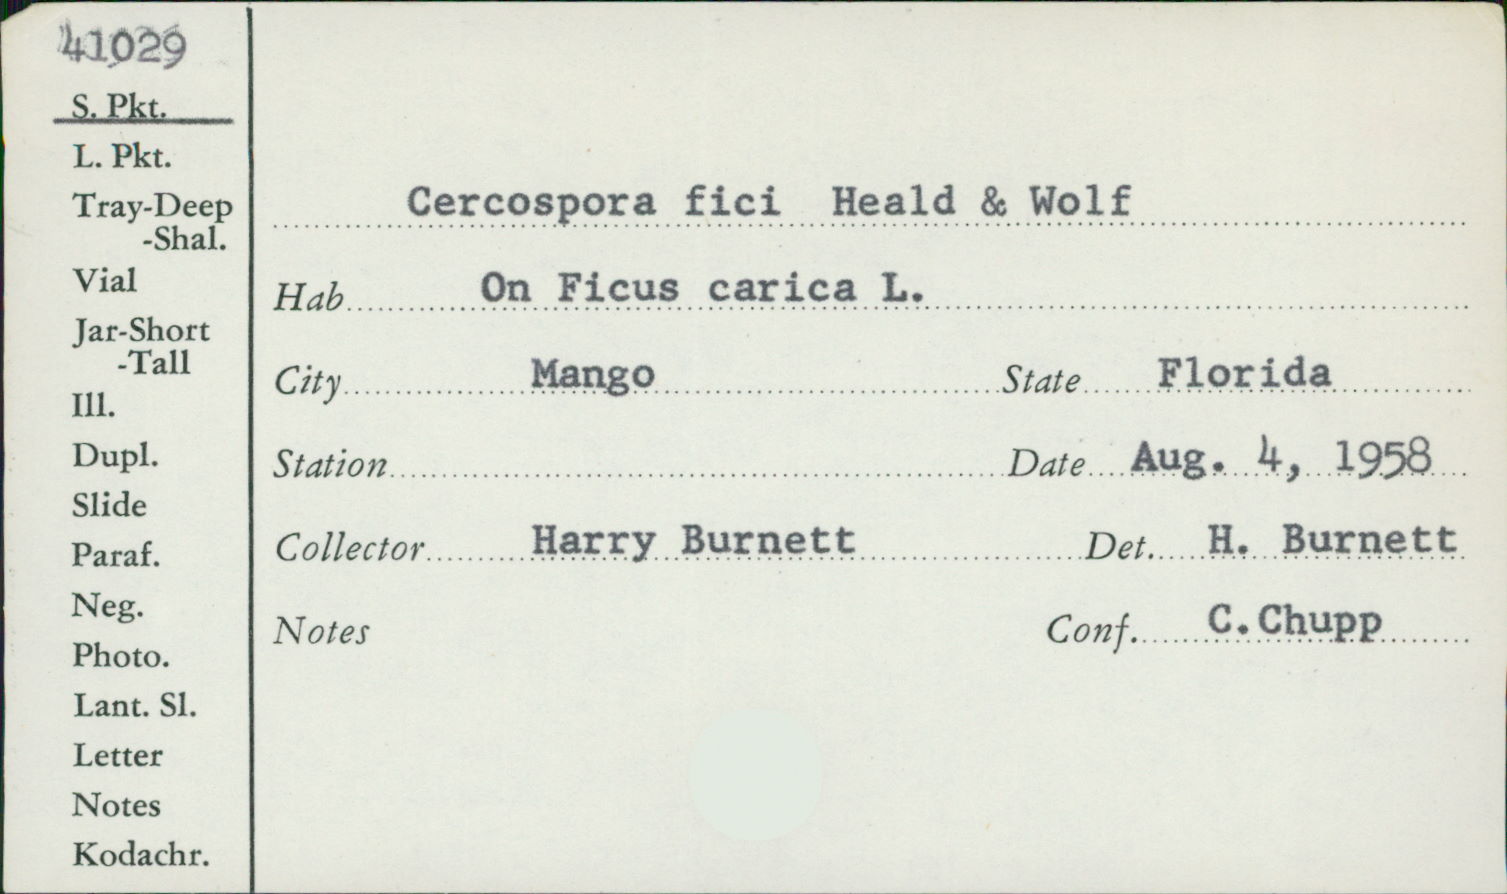 41029
S. Pkt.
L. Pkt.
Tray-Deep
-Shal.
Vial
Jar-Short
-Tall
Ill.
Dupl.
Slide
Paraf.
Neg.
Photo.
Lant. Sl.
Letter
Notes
Kodachr.
Cercospora fici Heald & Wolf
Hab On Ficus carica L.
City Mango State Florida
Station Date Aug. 4, 1958
Collector Harry Burnett Det. H. Burnett
Notes Conf. C.Chupp